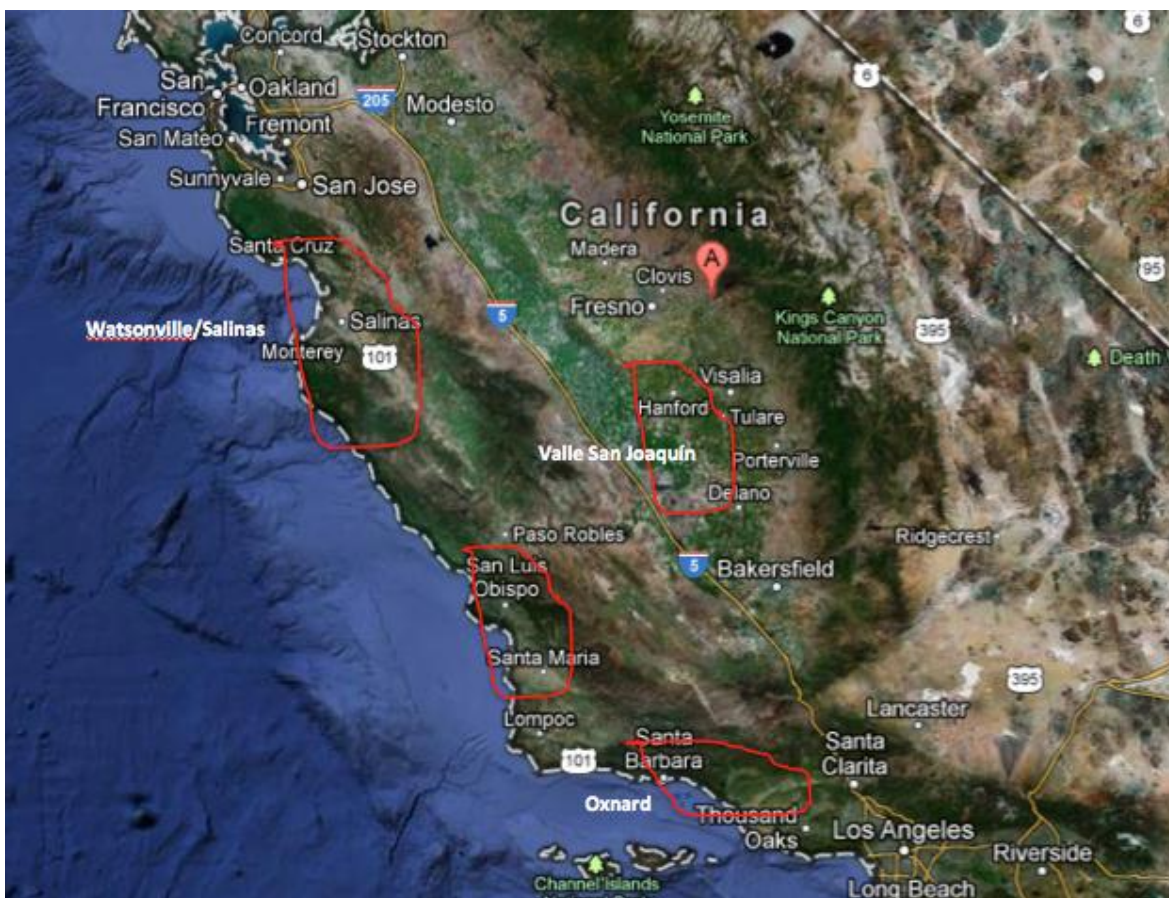 Concord
Stockton
6
San
Francisco
Oakland
205
Modesto
6
Fremont
San Mateo
Yosemite
National Park
Sunnyvale
San Jose
California
Santa Cruz
Madera
A
Clovis
95
Fresno
5
Watsonville/Salinas
Salinas
Kings Canyon
National Park
395
Monterey
101
Death
Visalia
Hanford
Tulare
Valle San Joaquín
Porterville
Delano
Paso Robles
Ridgecrest
San Luis
Obispo
5
Bakersfield
Santa Maria
395
Lompoc
Lancaster
Santa
Barbara
Santa
Clarita
101
Oxnard
Thousand
Oaks
Los Angeles
Riverside
Channel Islands
Long Beach